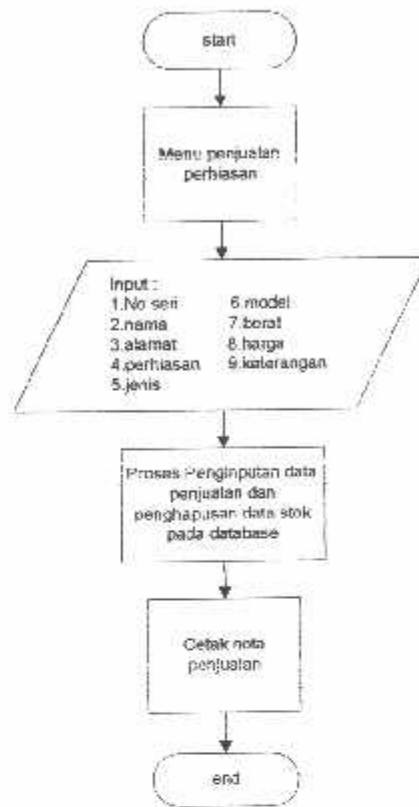 start
Menu penjualan
perhiasan
Input :
1.No seri
2.nama
3.alamat
4.perhiasan
5.jenis
6.model
7.berat
8.harga
9.keterangan
Proses Penginputan data
penjualan dan
penghapusan data stok
pada database
Cetak nota
penjualan
end